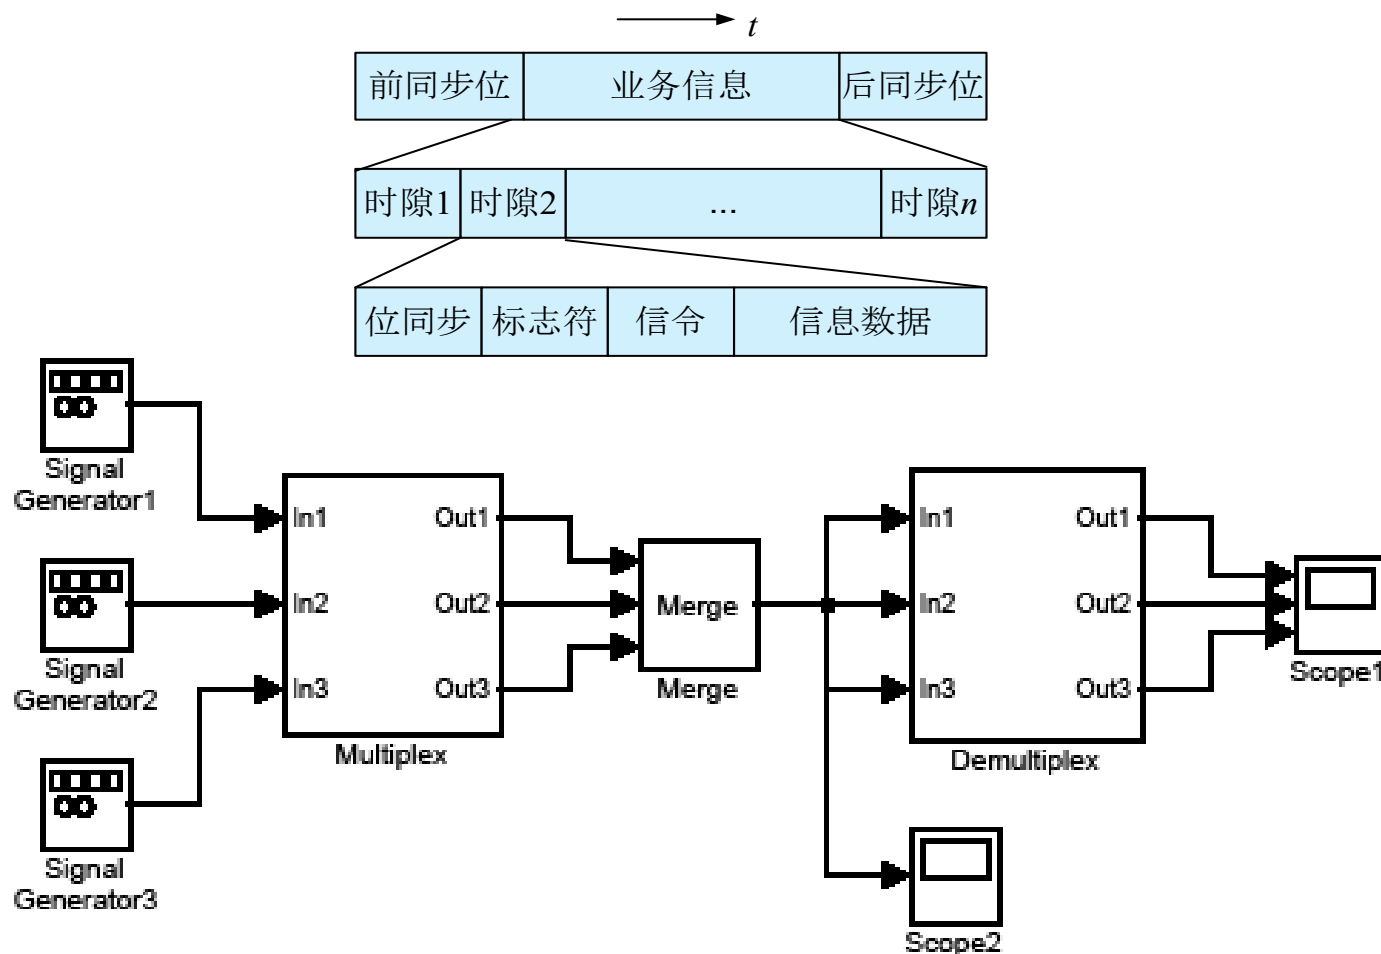 t
前同步位 业务信息 后同步位
时隙1 时隙2 ... 时隙n
位同步 标志符 信令 信息数据
Signal
Generator1
Signal
Generator2
Signal
Generator3
In1 Out1
In2 Out2
In3 Out3
Multiplex
Merge
Merge
In1 Out1
In2 Out2
In3 Out3
Demultiplex
Scope1
Scope2